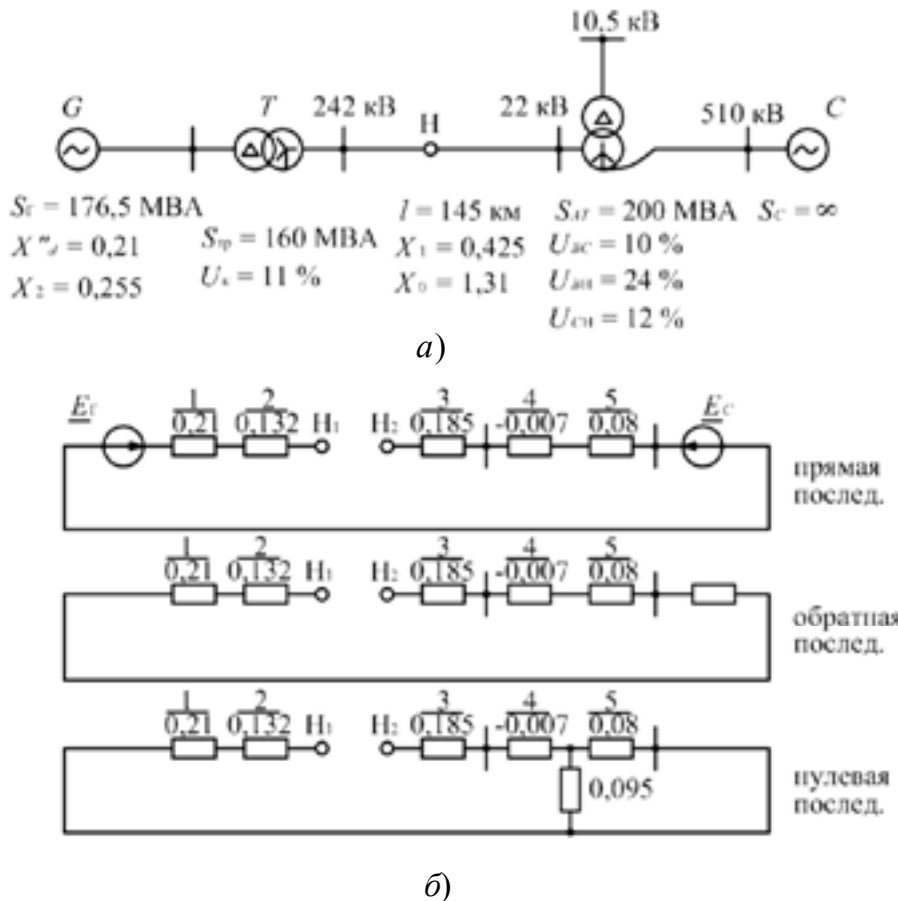 10,5 кВ
G T 242 кВ Н 22 кВ 510 кВ C
Sг = 176,5 МВА
X"d = 0,21
X2 = 0,255
Sтр = 160 МВА
Uк = 11 %
l = 145 км
X1 = 0,425
X0 = 1,31
SАТ = 200 МВА
Uвс = 10 %
Uвн = 24 %
Uсн = 12 %
Sс = ∞
а)
EГ 1 2 3 4 5 EС
0,21 0,132 Н1 Н2 0,185 -0,007 0,08
прямая
послед.
1 2 3 4 5
0,21 0,132 Н1 Н2 0,185 -0,007 0,08
обратная
послед.
1 2 3 4 5
0,21 0,132 Н1 Н2 0,185 -0,007 0,08
0,095
нулевая
послед.
б)